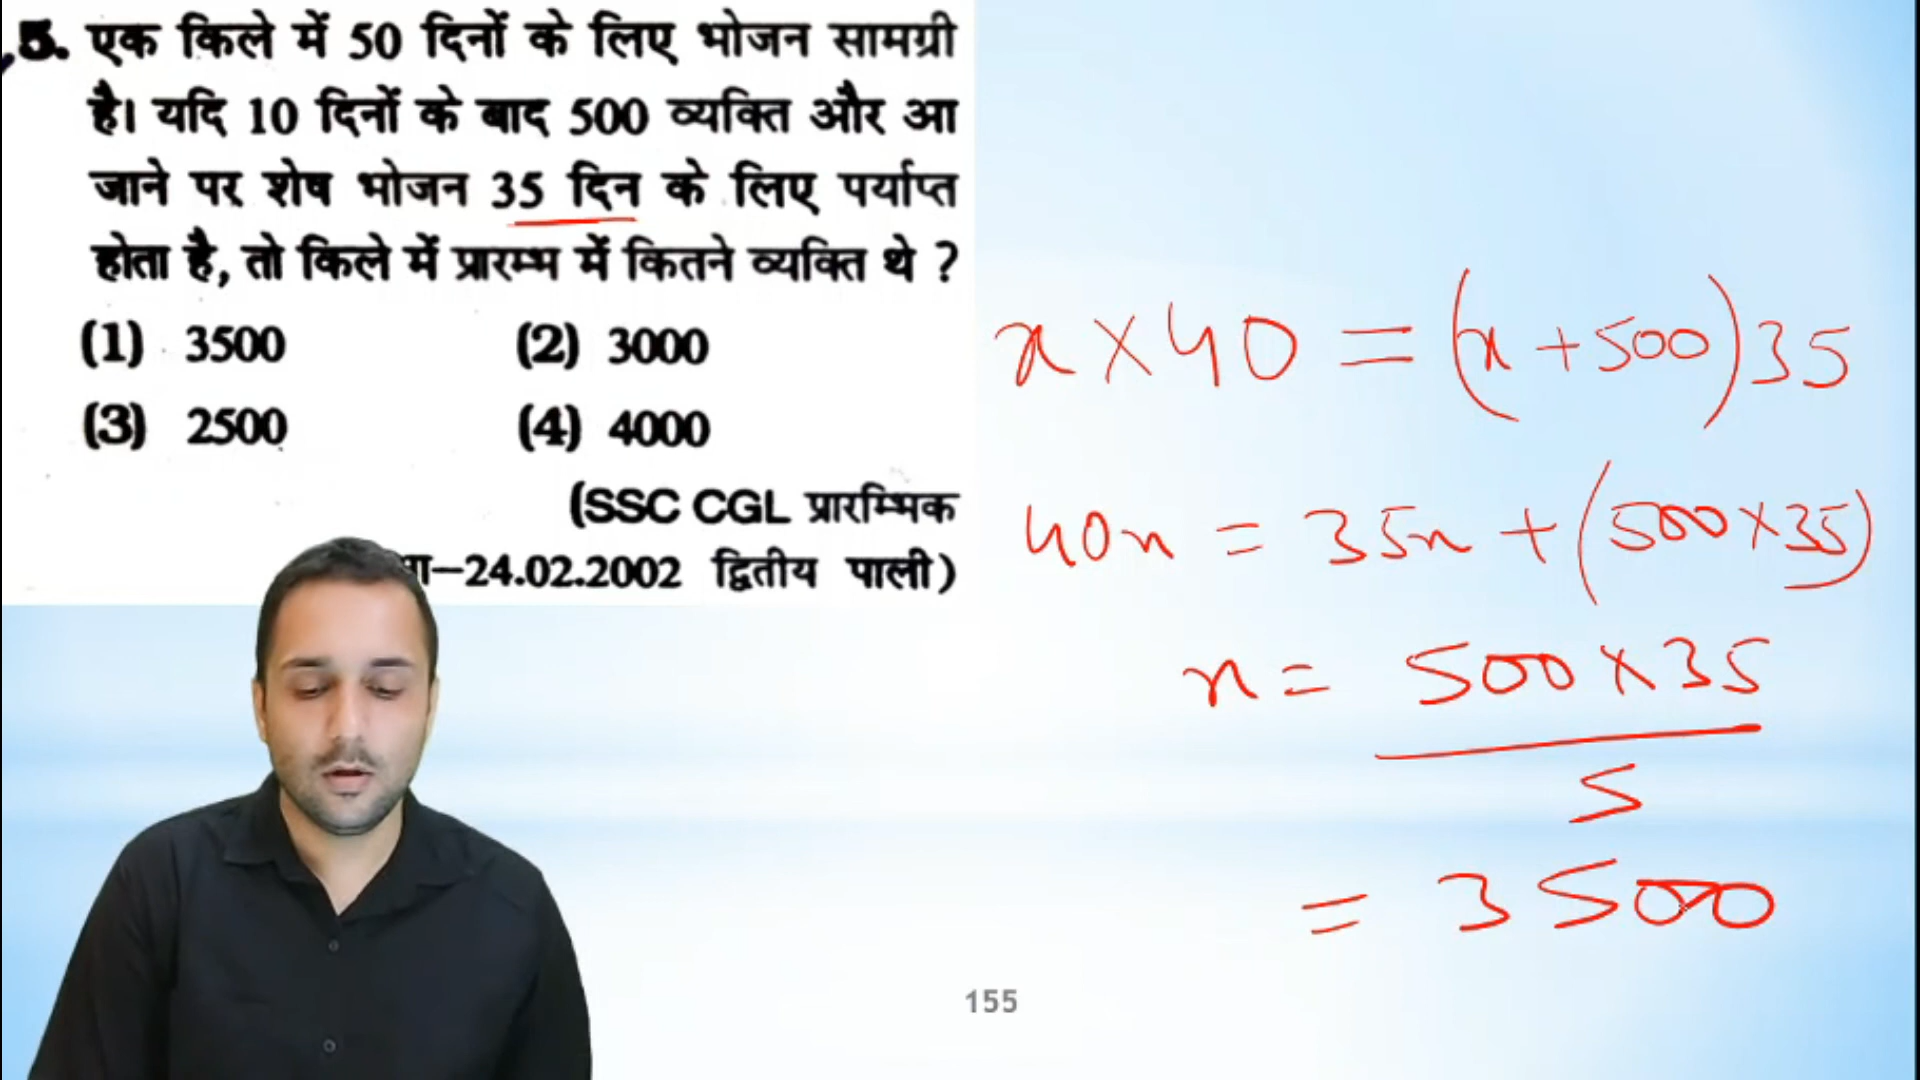 5. एक किले में 50 दिनों के लिए भोजन सामग्री
है। यदि 10 दिनों के बाद 500 व्यक्ति और आ
जाने पर शेष भोजन 35 दिन के लिए पर्याप्त
होता है, तो किले में प्रारम्भ में कितने व्यक्ति थे ?
(1) 3500 (2) 3000
(3) 2500 (4) 4000
(SSC CGL प्रारम्भिक
–24.02.2002 द्वितीय पाली)
x × 40 = (x + 500) 35
40x = 35x + (500 × 35)
x = 500 × 35
5
= 3500
155